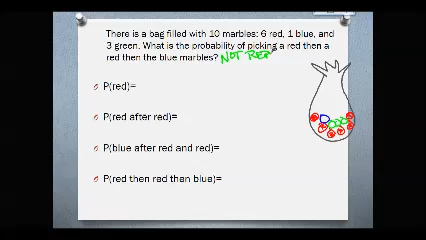 There is a bag filled with 10 marbles: 6 red, 1 blue, and
3 green. What is the probability of picking a red then a
red then the blue marbles? NOT REP
P(red)=
P(red after red)=
P(blue after red and red)=
P(red then red then blue)=